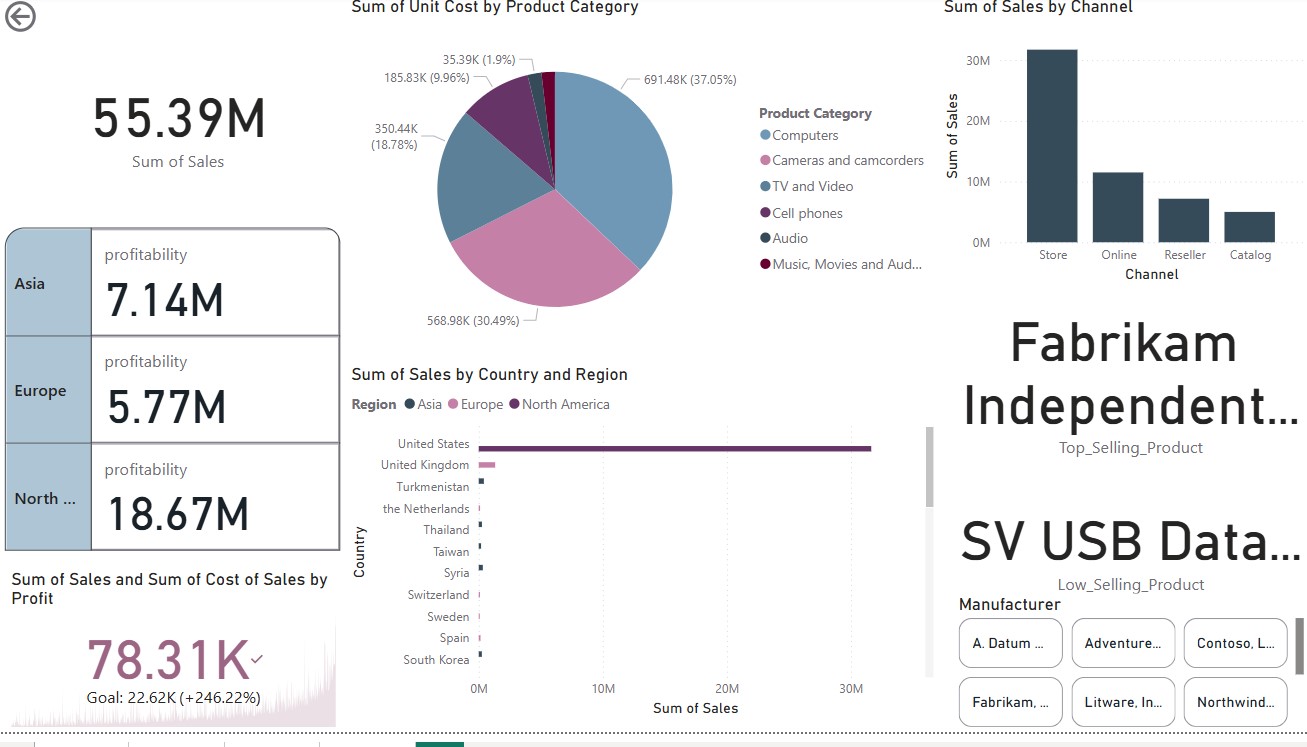 55.39M
Sum of Sales
Asia
profitability
7.14M
Europe
profitability
5.77M
North ...
profitability
18.67M
Sum of Sales and Sum of Cost of Sales by
Profit
78.31K
Goal: 22.62K (+246.22%)
Sum of Unit Cost by Product Category
35.39K (1.9%)
185.83K (9.96%)
350.44K
(18.78%)
568.98K (30.49%)
691.48K (37.05%)
Product Category
Computers
Cameras and camcorders
TV and Video
Cell phones
Audio
Music, Movies and Aud...
Sum of Sales by Country and Region
Region Asia Europe North America
Country
United States
United Kingdom
Turkmenistan
the Netherlands
Thailand
Taiwan
Syria
Switzerland
Sweden
Spain
South Korea
0M 10M 20M 30M
Sum of Sales
Sum of Sales by Channel
Sum of Sales
30M
20M
10M
0M
Store Online Reseller Catalog
Channel
Fabrikam
Independent...
Top_Selling_Product
SV USB Data...
Low_Selling_Product
Manufacturer
A. Datum ... Adventure... Contoso, L...
Fabrikam, ... Litware, In... Northwind...